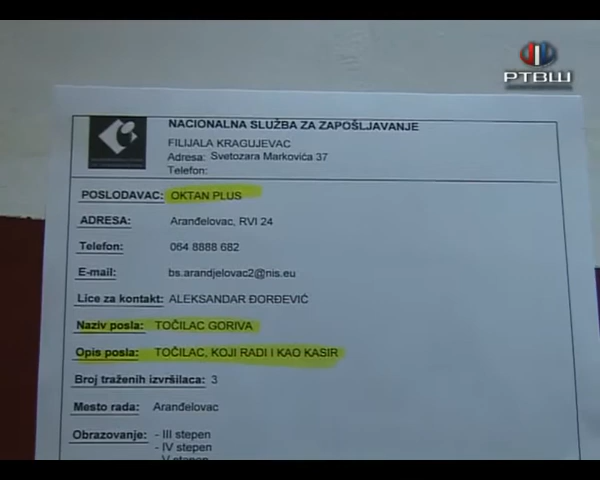 РТВШ
NACIONALNA SLUŽBA ZA ZAPOŠLJAVANJE
FILIJALA KRAGUJEVAC
Adresa: Svetozara Markovića 37
Telefon:
POSLODAVAC: OKTAN PLUS
ADRESA: Aranđelovac, RVI 24
Telefon: 064 8888 682
E-mail: bs.arandjelovac2@nis.eu
Lice za kontakt: ALEKSANDAR ĐORĐEVIĆ
Naziv posla: TOČILAC GORIVA
Opis posla: TOČILAC, KOJI RADI I KAO KASIR
Broj traženih izvršilaca: 3
Mesto rada: Aranđelovac
Obrazovanje: - III stepen
- IV stepen
- V stepen